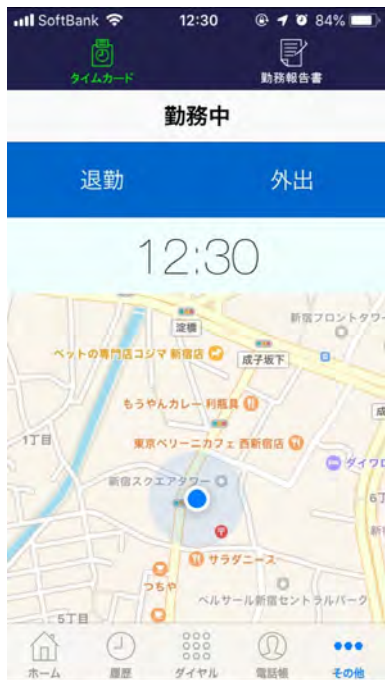 SoftBank 12:30 84%
タイムカード 勤務報告書
勤務中
退勤 外出
12:30
淀橋
新宿フロントタワー
ペットの専門店コジマ 新宿店
成子坂下
もうやんカレー 利瓶具
成
1丁目
東京ベリーニカフェ 西新宿店
ダイワロ
新宿スクエアタワー
6丁
新宿
サラダニース
つちや
ベルサール新宿セントラルパーク
5丁目
ホーム 履歴 ダイヤル 電話帳 その他